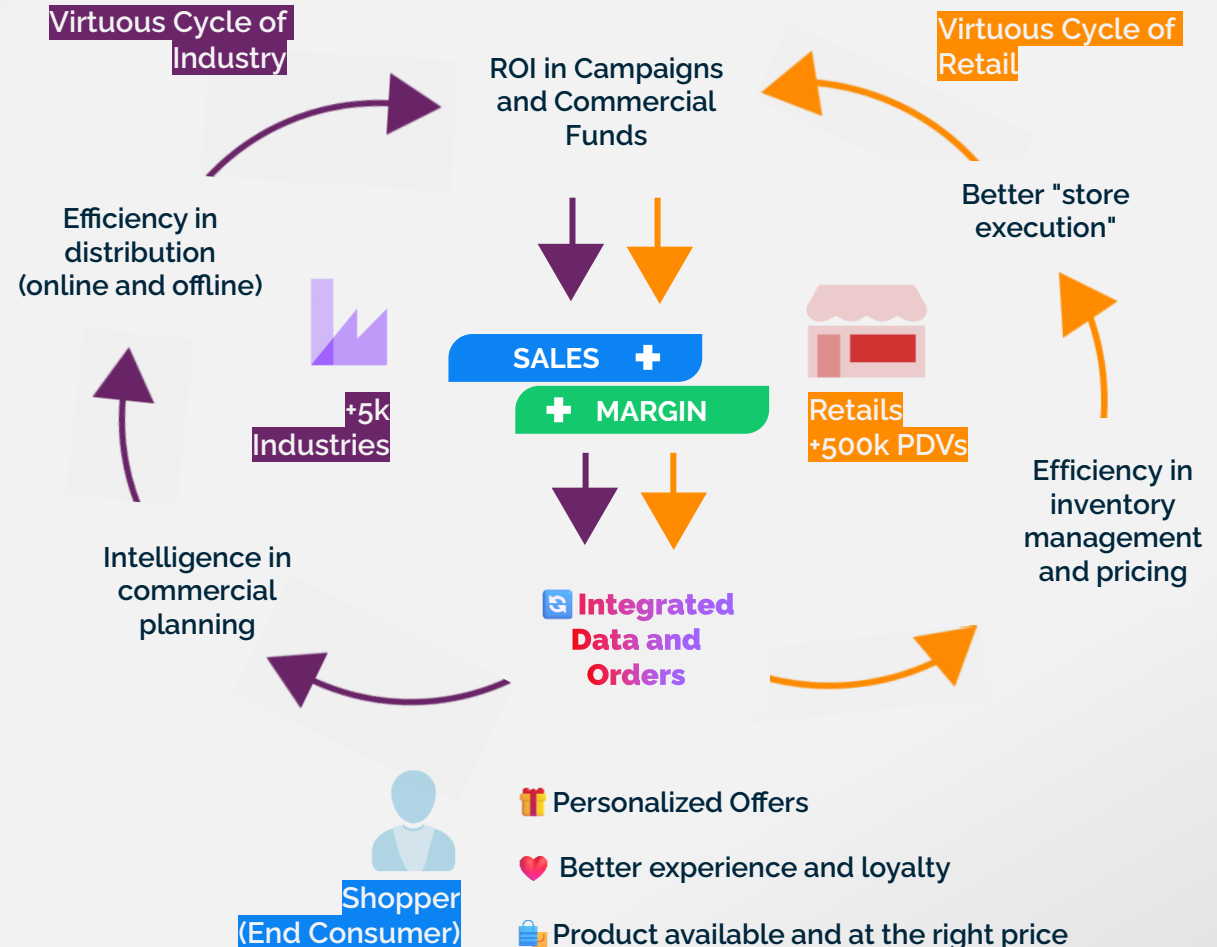 Virtuous Cycle of
Industry
Virtuous Cycle of
Retail
ROI in Campaigns
and Commercial
Funds
Better "store
execution"
Efficiency in
distribution
(online and offline)
SALES +
+ MARGIN
+5k
Industries
Retails
+500k PDVs
Efficiency in
inventory
management
and pricing
Intelligence in
commercial
planning
Integrated
Data and
Orders
Personalized Offers
Better experience and loyalty
Shopper
(End Consumer)
Product available and at the right price